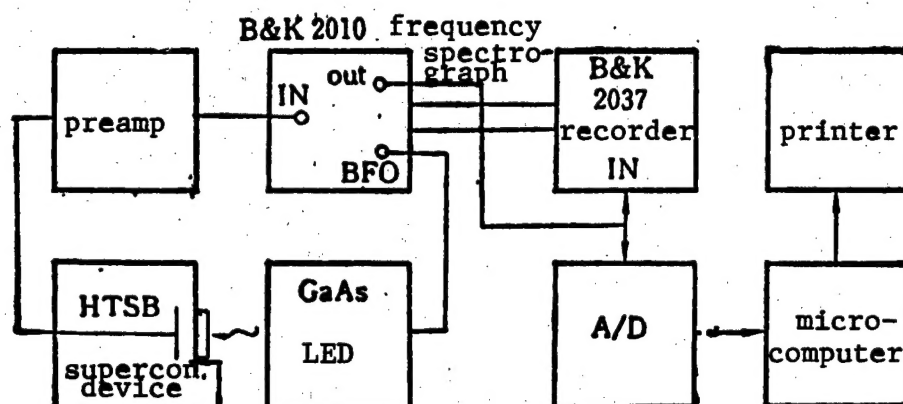 B&K 2010 frequency
spectro-
graph
preamp
IN
out
BFO
B&K
2037
recorder
IN
printer
HTSB
supercon.
device
GaAs
LED
A/D
micro-
computer